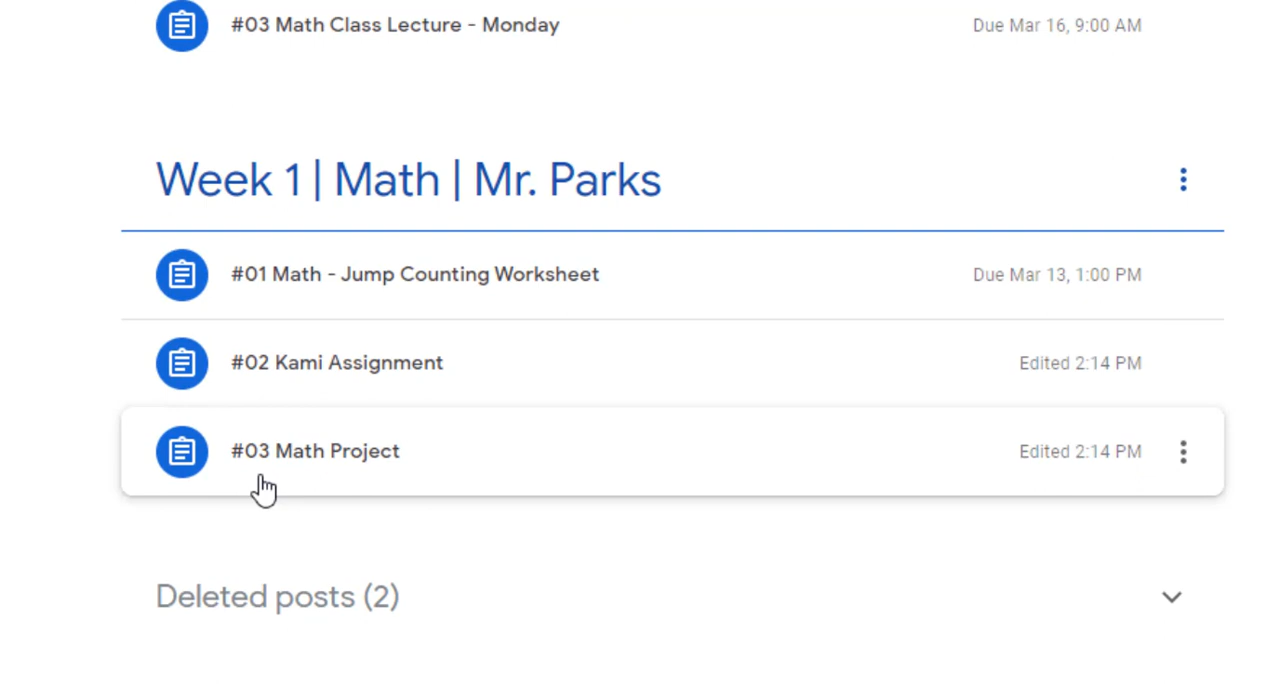 #03 Math Class Lecture - Monday Due Mar 16, 9:00 AM
Week 1 | Math | Mr. Parks
#01 Math - Jump Counting Worksheet Due Mar 13, 1:00 PM
#02 Kami Assignment Edited 2:14 PM
#03 Math Project Edited 2:14 PM
Deleted posts (2)